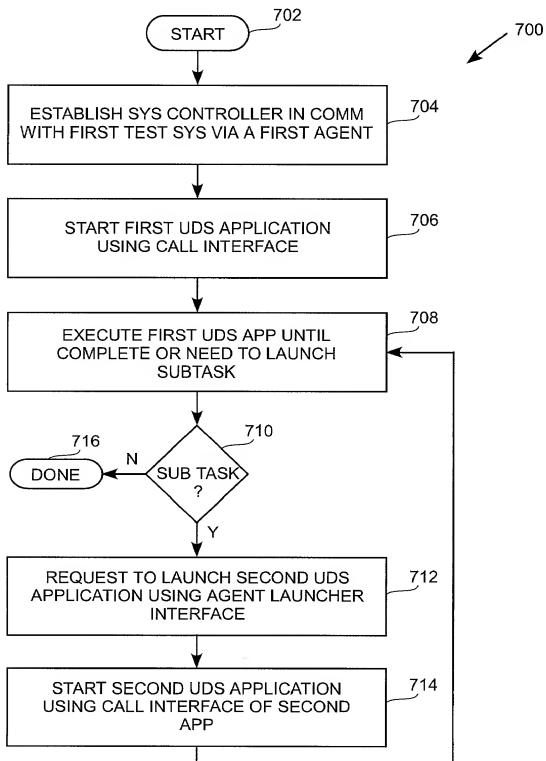 702
START
700
ESTABLISH SYS CONTROLLER IN COMM
WITH FIRST TEST SYS VIA A FIRST AGENT
704
START FIRST UDS APPLICATION
USING CALL INTERFACE
706
EXECUTE FIRST UDS APP UNTIL
COMPLETE OR NEED TO LAUNCH
SUBTASK
708
710
716
DONE
N
SUB TASK
?
Y
REQUEST TO LAUNCH SECOND UDS
APPLICATION USING AGENT LAUNCHER
INTERFACE
712
START SECOND UDS APPLICATION
USING CALL INTERFACE OF SECOND
APP
714